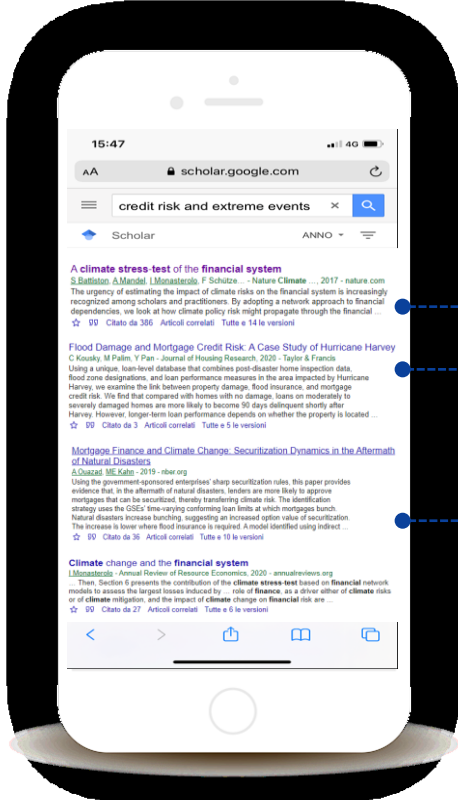 15:47
4G
AA
scholar.google.com
credit risk and extreme events
×
Scholar
ANNO
A climate stress-test of the financial system
S Battiston, A Mandel, I Monasterolo, F Schütze... - Nature Climate ..., 2017 - nature.com
The urgency of estimating the impact of climate risks on the financial system is increasingly
recognized among scholars and practitioners. By adopting a network approach to financial
dependencies, we look at how climate policy risk might propagate through the financial ...
Citato da 386 Articoli correlati Tutte e 14 le versioni
Flood Damage and Mortgage Credit Risk: A Case Study of Hurricane Harvey
C Kousky, M Palim, Y Pan - Journal of Housing Research, 2020 - Taylor & Francis
Using a unique, loan-level database that combines post-disaster home inspection data,
flood zone designations, and loan performance measures in the area impacted by Hurricane
Harvey, we examine the link between property damage, flood insurance, and mortgage
credit risk. We find that compared with homes with no damage, loans on moderately to
severely damaged homes are more likely to become 90 days delinquent shortly after
Harvey. However, longer-term loan performance depends on whether the property is located ...
Citato da 3 Articoli correlati Tutte e 5 le versioni
Mortgage Finance and Climate Change: Securitization Dynamics in the Aftermath
of Natural Disasters
A Ouazad, ME Kahn - 2019 - nber.org
Using the government-sponsored enterprises' sharp securitization rules, this paper provides
evidence that, in the aftermath of natural disasters, lenders are more likely to approve
mortgages that can be securitized, thereby transferring climate risk. The identification
strategy uses the GSEs' time-varying conforming loan limits at which mortgages bunch.
Natural disasters increase bunching, suggesting an increased option value of securitization.
The increase is lower where flood insurance is required. A model identified using indirect ...
Citato da 36 Articoli correlati Tutte e 10 le versioni
Climate change and the financial system
I Monasterolo - Annual Review of Resource Economics, 2020 - annualreviews.org
... Then, Section 6 presents the contribution of the climate stress-test based on financial network
models to assess the largest losses induced by ... role of finance, as a driver either of climate risks
or of climate mitigation, and the impact of climate change on financial risk are ...
Citato da 27 Articoli correlati Tutte e 6 le versioni